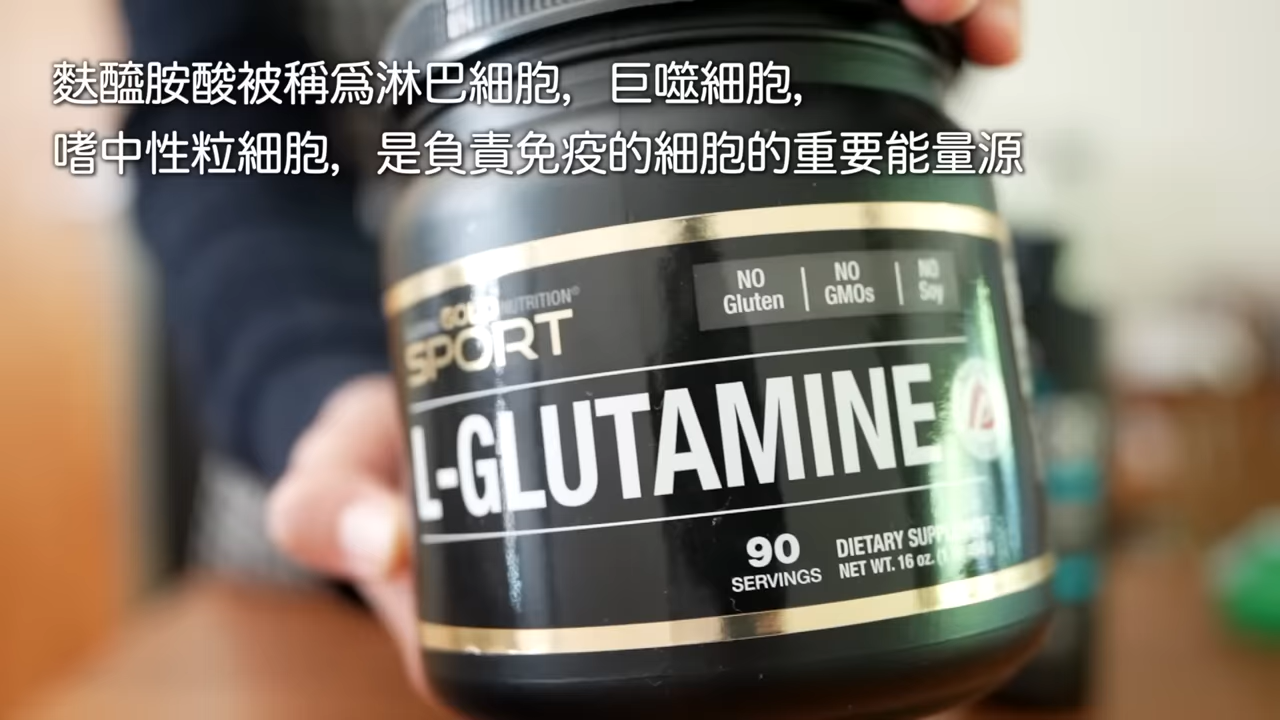 麩醯胺酸被稱爲淋巴細胞，巨噬細胞，
嗜中性粒細胞，是負責免疫的細胞的重要能量源
GOLD NUTRITION®
SPORT
NO Gluten | NO GMOs | NO Soy
L-GLUTAMINE
90 SERVINGS
DIETARY SUPPLEMENT
NET WT. 16 oz.